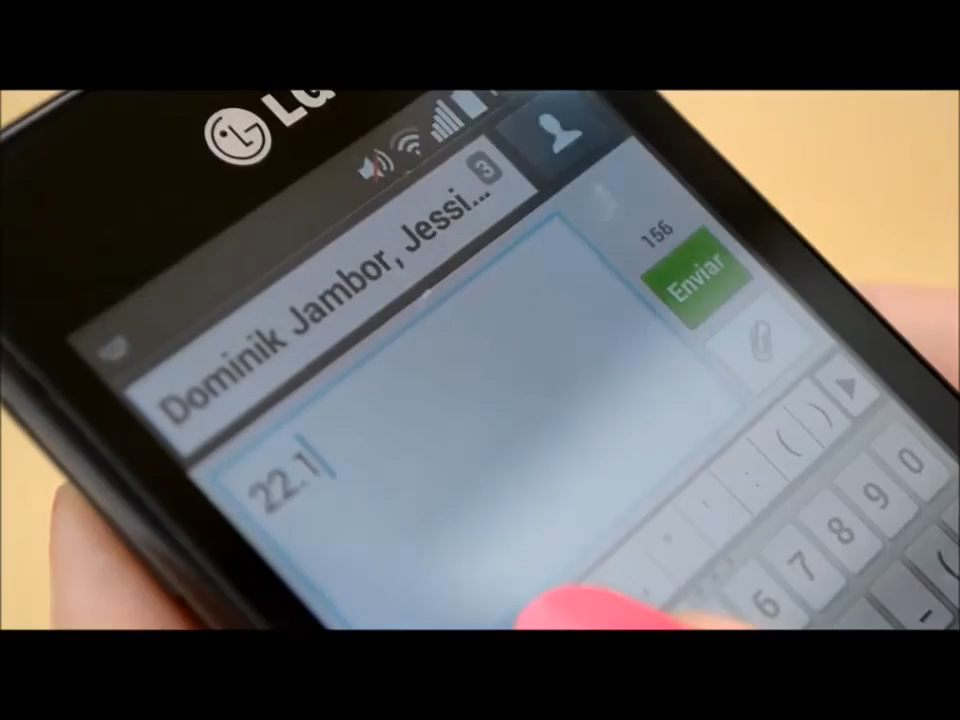 LG
3
Dominik Jambor, Jessi...
156
Enviar
22.1
( )
6 7 8 9 0
- (